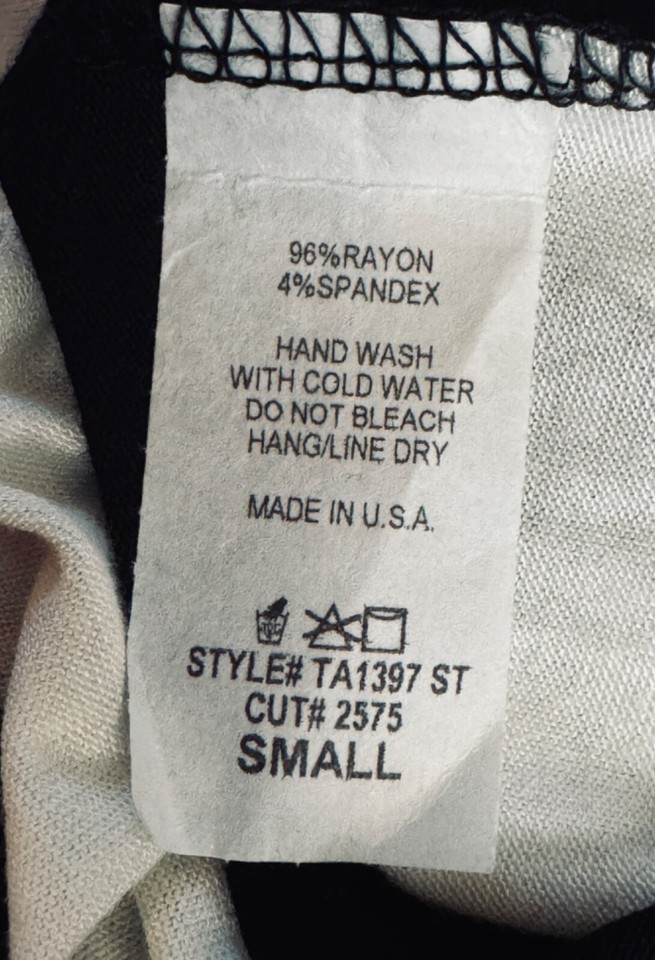 96%RAYON
4%SPANDEX
HAND WASH
WITH COLD WATER
DO NOT BLEACH
HANG/LINE DRY
MADE IN U.S.A.
STYLE# TA1397 ST
CUT# 2575
SMALL